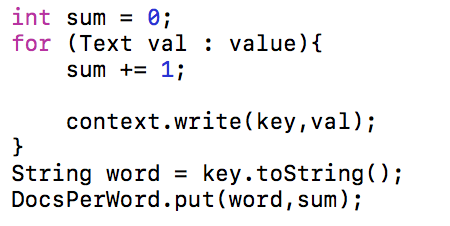 int sum = 0;
for (Text val : value){
    sum += 1;

    context.write(key,val);
}
String word = key.toString();
DocsPerWord.put(word,sum);